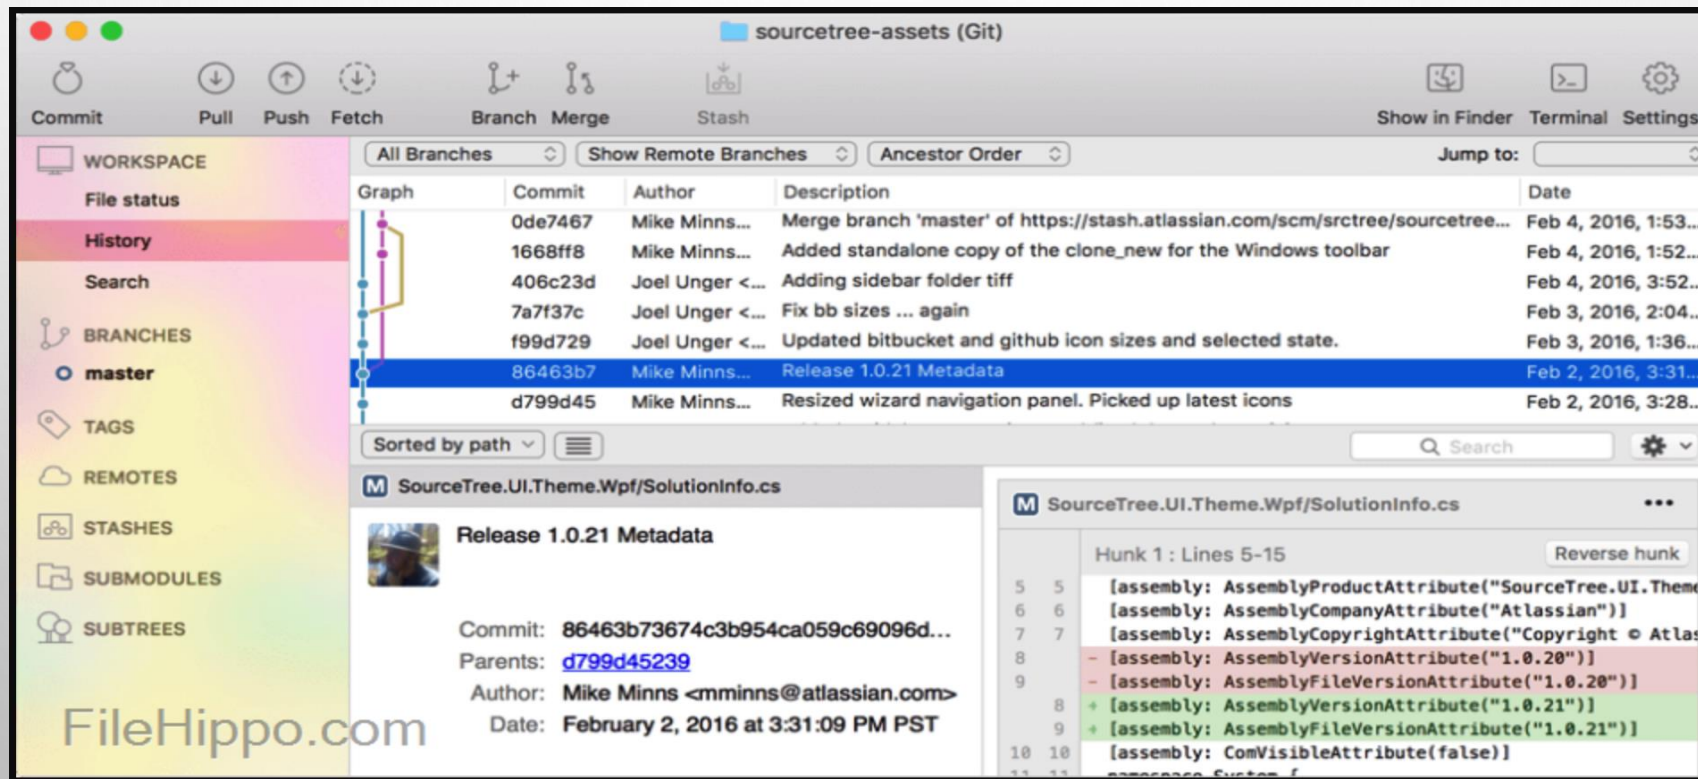 sourcetree-assets (Git)
Commit Pull Push Fetch Branch Merge Stash Show in Finder Terminal Settings
WORKSPACE
File status
History
Search
BRANCHES
master
TAGS
REMOTES
STASHES
SUBMODULES
SUBTREES
All Branches Show Remote Branches Ancestor Order Jump to:
Graph Commit Author Description Date
0de7467 Mike Minns... Merge branch 'master' of https://stash.atlassian.com/scm/srctree/sourcetree... Feb 4, 2016, 1:53...
1668ff8 Mike Minns... Added standalone copy of the clone_new for the Windows toolbar Feb 4, 2016, 1:52...
406c23d Joel Unger <... Adding sidebar folder tiff Feb 4, 2016, 3:52...
7a7f37c Joel Unger <... Fix bb sizes ... again Feb 3, 2016, 2:04...
f99d729 Joel Unger <... Updated bitbucket and github icon sizes and selected state. Feb 3, 2016, 1:36...
86463b7 Mike Minns... Release 1.0.21 Metadata Feb 2, 2016, 3:31...
d799d45 Mike Minns... Resized wizard navigation panel. Picked up latest icons Feb 2, 2016, 3:28...
Sorted by path Search
M SourceTree.UI.Theme.Wpf/SolutionInfo.cs
Release 1.0.21 Metadata
Commit: 86463b73674c3b954ca059c69096d...
Parents: d799d45239
Author: Mike Minns <mminns@atlassian.com>
Date: February 2, 2016 at 3:31:09 PM PST
M SourceTree.UI.Theme.Wpf/SolutionInfo.cs ...
Hunk 1 : Lines 5-15 Reverse hunk
5 5 [assembly: AssemblyProductAttribute("SourceTree.UI.Theme
6 6 [assembly: AssemblyCompanyAttribute("Atlassian")]
7 7 [assembly: AssemblyCopyrightAttribute("Copyright © Atlas
8 - [assembly: AssemblyVersionAttribute("1.0.20")]
9 - [assembly: AssemblyFileVersionAttribute("1.0.20")]
8 + [assembly: AssemblyVersionAttribute("1.0.21")]
9 + [assembly: AssemblyFileVersionAttribute("1.0.21")]
10 10 [assembly: ComVisibleAttribute(false)]
11 11 namespace System {
FileHippo.com